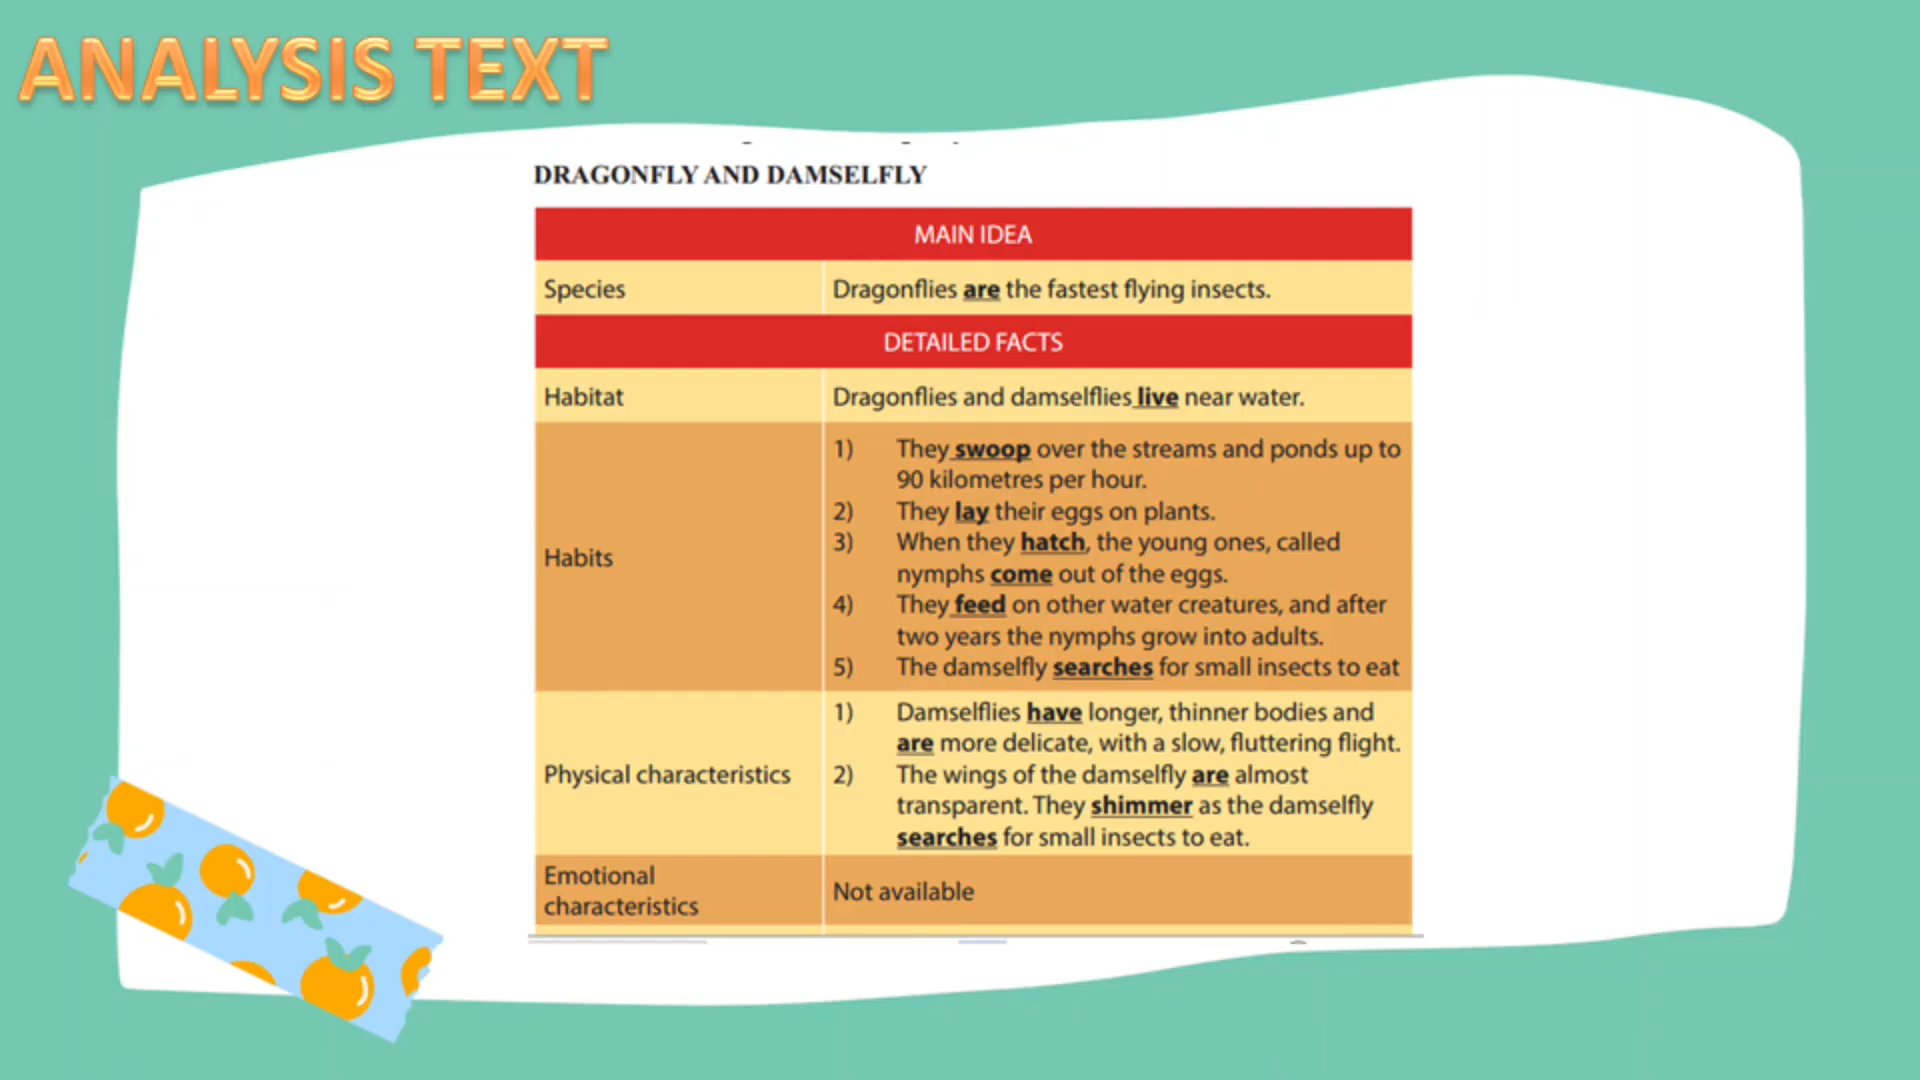 ANALYSIS TEXT
DRAGONFLY AND DAMSELFLY
MAIN IDEA
Species
Dragonflies are the fastest flying insects.
DETAILED FACTS
Habitat
Dragonflies and damselflies live near water.
Habits
1) They swoop over the streams and ponds up to
90 kilometres per hour.
2) They lay their eggs on plants.
3) When they hatch, the young ones, called
nymphs come out of the eggs.
4) They feed on other water creatures, and after
two years the nymphs grow into adults.
5) The damselfly searches for small insects to eat
Physical characteristics
1) Damselflies have longer, thinner bodies and
are more delicate, with a slow, fluttering flight.
2) The wings of the damselfly are almost
transparent. They shimmer as the damselfly
searches for small insects to eat.
Emotional
characteristics
Not available